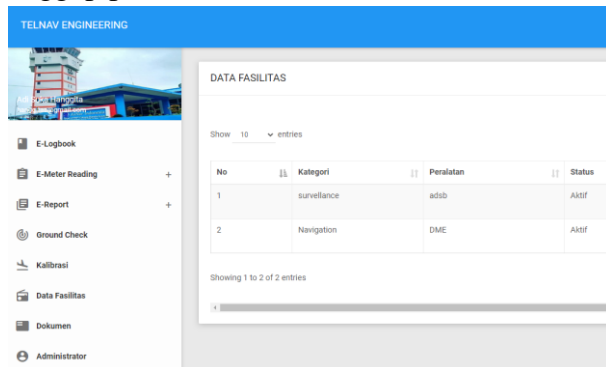 TELNAV ENGINEERING
Hanggita
E-Logbook
E-Meter Reading +
E-Report +
Ground Check
Kalibrasi
Data Fasilitas
Dokumen
Administrator
DATA FASILITAS
Show 10 entries
No Kategori Peralatan Status
1 survellance adsb Aktif
2 Navigation DME Aktif
Showing 1 to 2 of 2 entries